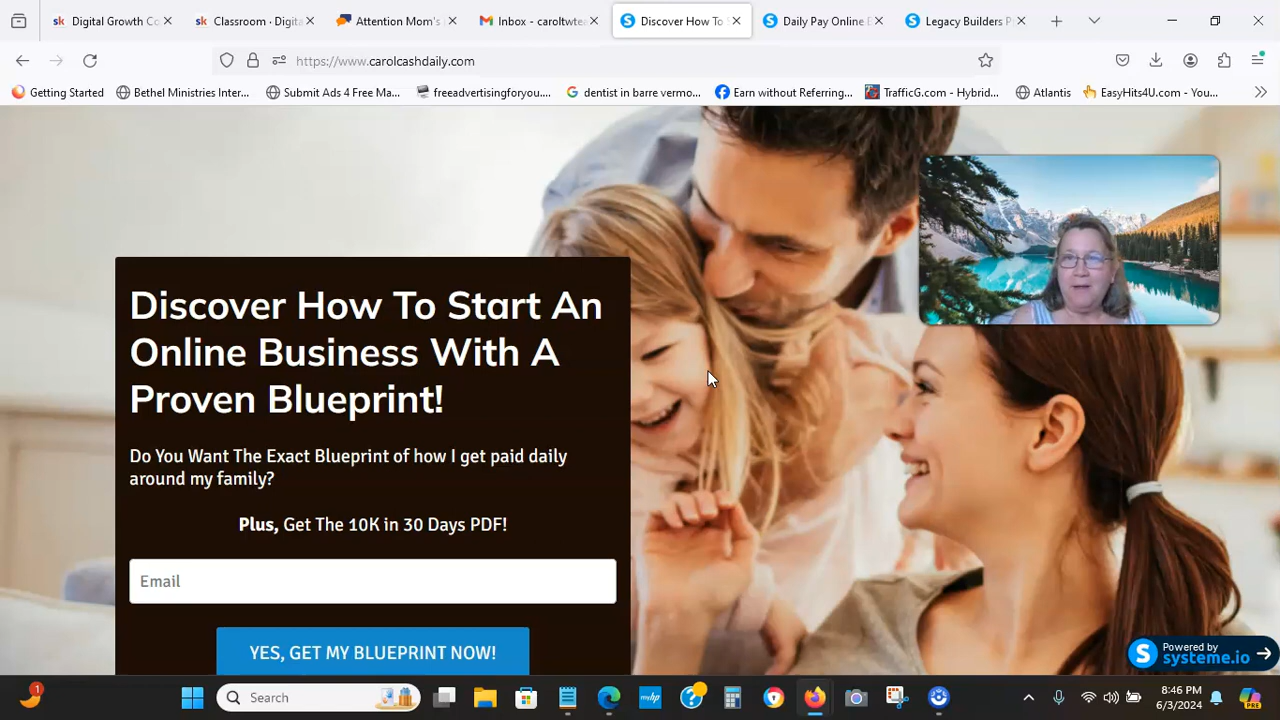 Digital Growth Co
Classroom - Digita
Attention Mom's
Inbox - caroltwtea
Discover How To S
Daily Pay Online B
Legacy Builders P
https://www.carolcashdaily.com
Getting Started
Bethel Ministries Inter...
Submit Ads 4 Free Ma...
freeadvertisingforyou....
dentist in barre vermo...
Earn without Referring...
TrafficG.com - Hybrid...
Atlantis
EasyHits4U.com - You...
Discover How To Start An
Online Business With A
Proven Blueprint!
Do You Want The Exact Blueprint of how I get paid daily
around my family?
Plus, Get The 10K in 30 Days PDF!
Email
YES, GET MY BLUEPRINT NOW!
Powered by
systeme.io
1
Search
8:46 PM
6/3/2024